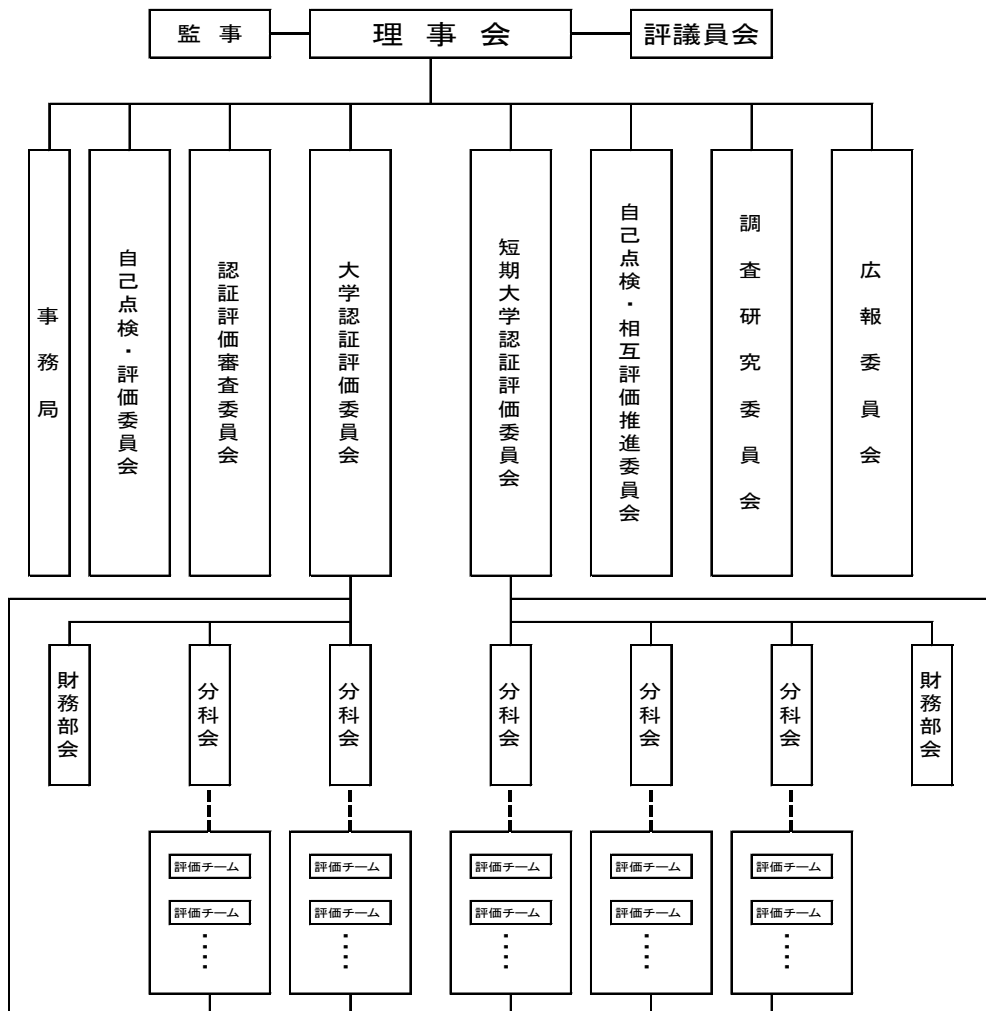 監 事
理 事 会
評議員会
事務局
自己点検・評価委員会
認証評価審査委員会
大学認証評価委員会
短期大学認証評価委員会
自己点検・相互評価推進委員会
調査研究委員会
広報委員会
財務部会
分科会
分科会
分科会
分科会
分科会
財務部会
評価チーム
評価チーム
評価チーム
評価チーム
評価チーム
評価チーム
評価チーム
評価チーム
評価チーム
評価チーム